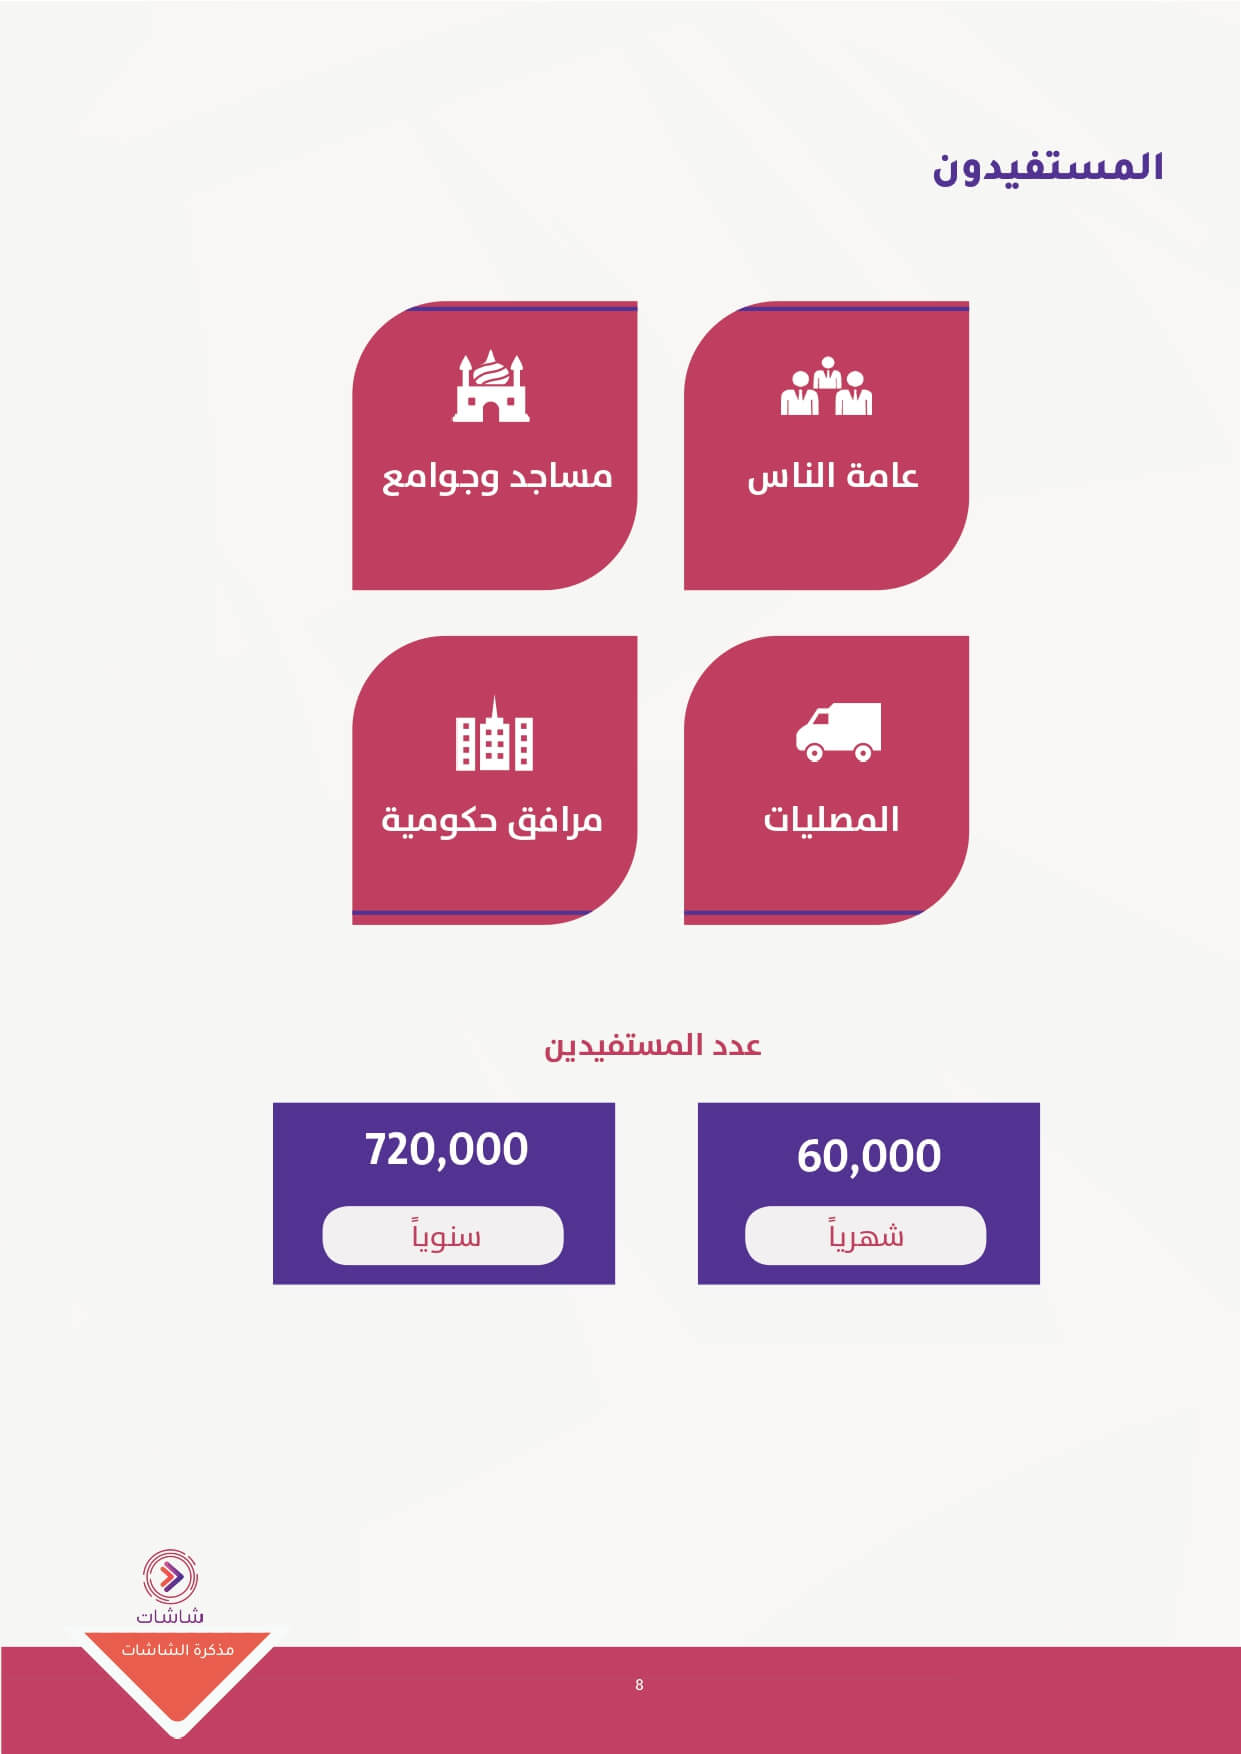 المستفيدون
عامة الناس
مساجد وجوامع
المصليات
مرافق حكومية
عدد المستفيدين
60,000
شهرياً
720,000
سنوياً
شاشات
مذكرة الشاشات
8